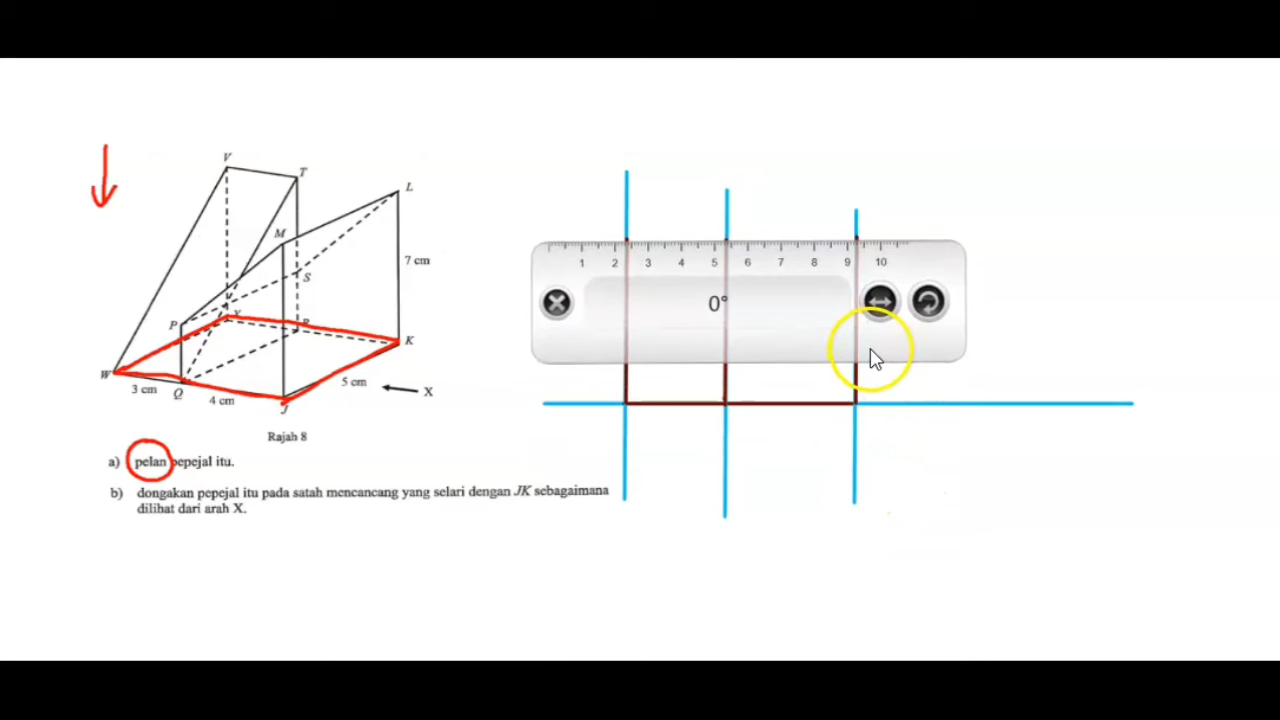 V
T
L
M
7 cm
S
P
Y
R
K
W
3 cm
Q
4 cm
5 cm
X
J
Rajah 8
a) pelan pepejal itu.
b) dongakan pepejal itu pada satah mencancang yang selari dengan JK sebagaimana
dilihat dari arah X.
1 2 3 4 5 6 7 8 9 10
0°